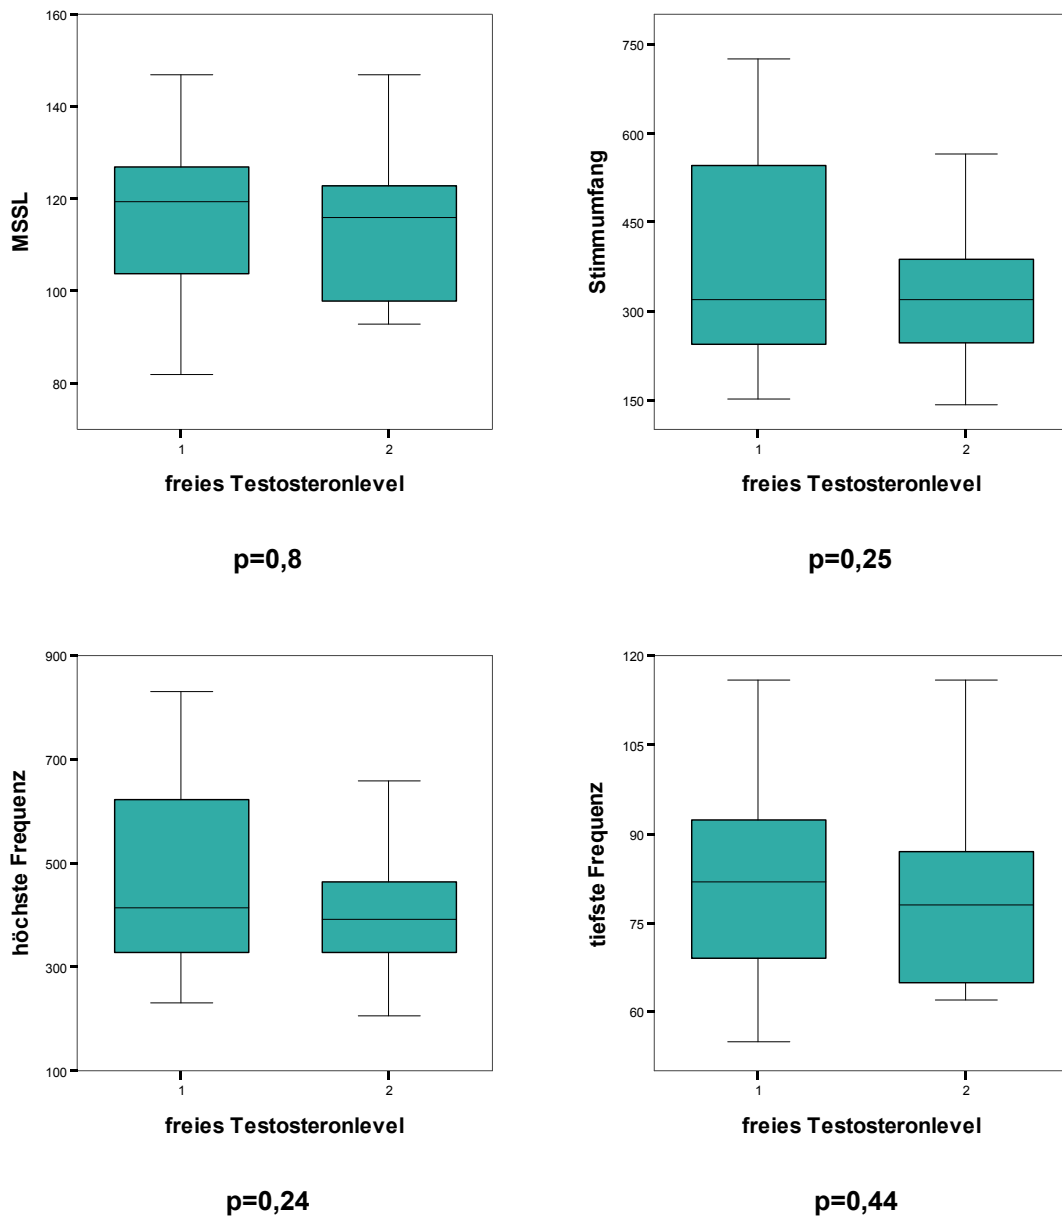 160
140
120
100
80
MSSL
1
2
freies Testosteronlevel
p=0,8
750
600
450
300
150
Stimmumfang
1
2
freies Testosteronlevel
p=0,25
900
700
500
300
100
höchste Frequenz
1
2
freies Testosteronlevel
p=0,24
120
105
90
75
60
tiefste Frequenz
1
2
freies Testosteronlevel
p=0,44